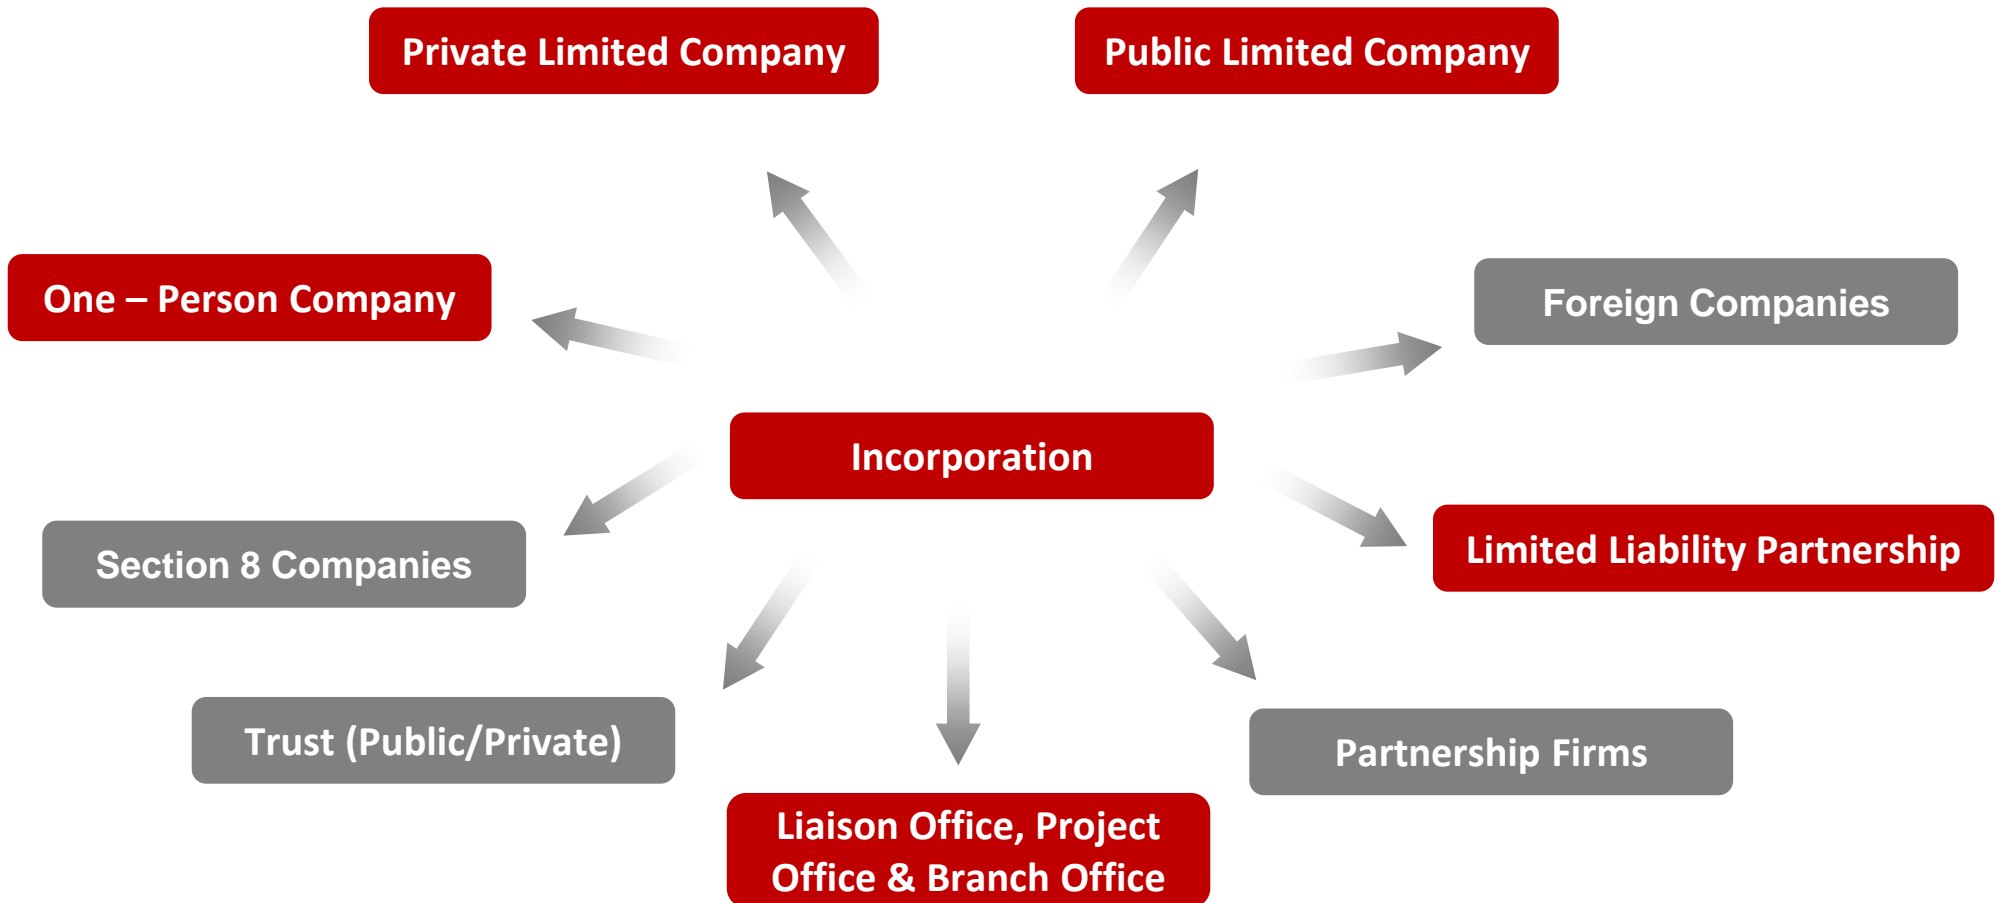 Private Limited Company
Public Limited Company
One – Person Company
Foreign Companies
Incorporation
Section 8 Companies
Limited Liability Partnership
Trust (Public/Private)
Partnership Firms
Liaison Office, Project
Office & Branch Office